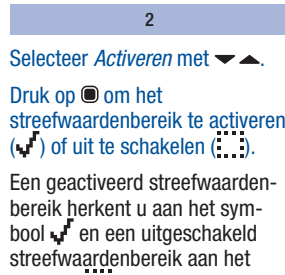 2
Selecteer Activeren met
Druk op om het
streefwaardenbereik te activeren
( ) of uit te schakelen ( ).
Een geactiveerd streefwaarden-
bereik herkent u aan het sym-
bool en een uitgeschakeld
streefwaardenbereik aan het